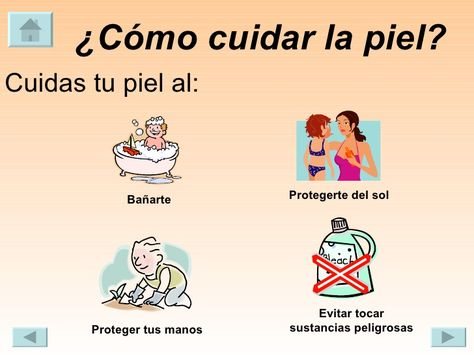 ¿Cómo cuidar la piel?
Cuidas tu piel al:
Bañarte
Protegerte del sol
Bleach
Proteger tus manos
Evitar tocar
sustancias peligrosas